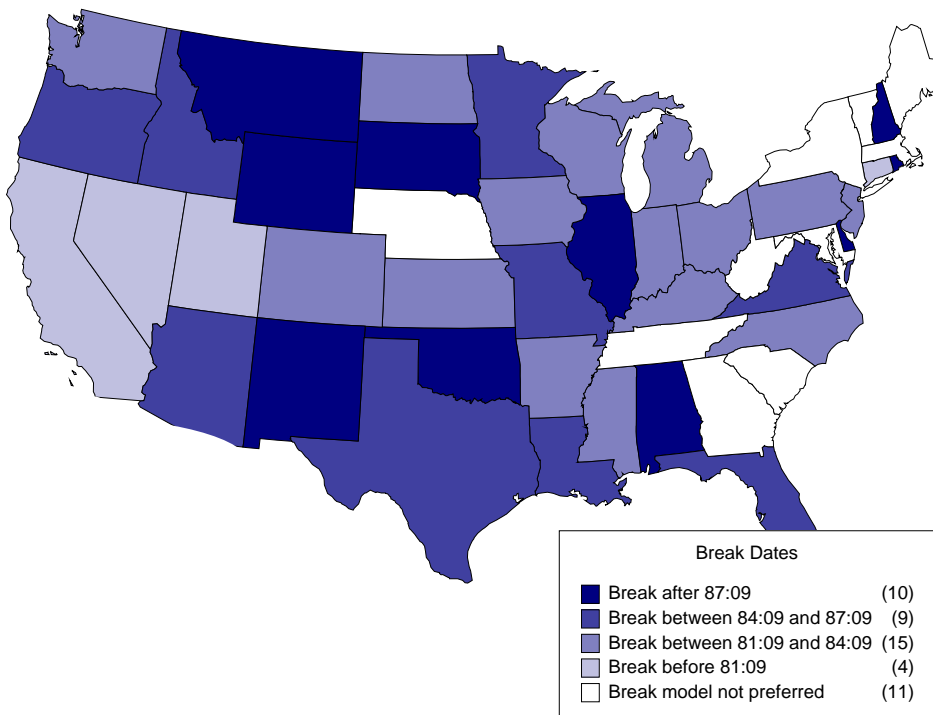 Break Dates
Break after 87:09 (10)
Break between 84:09 and 87:09 (9)
Break between 81:09 and 84:09 (15)
Break before 81:09 (4)
Break model not preferred (11)